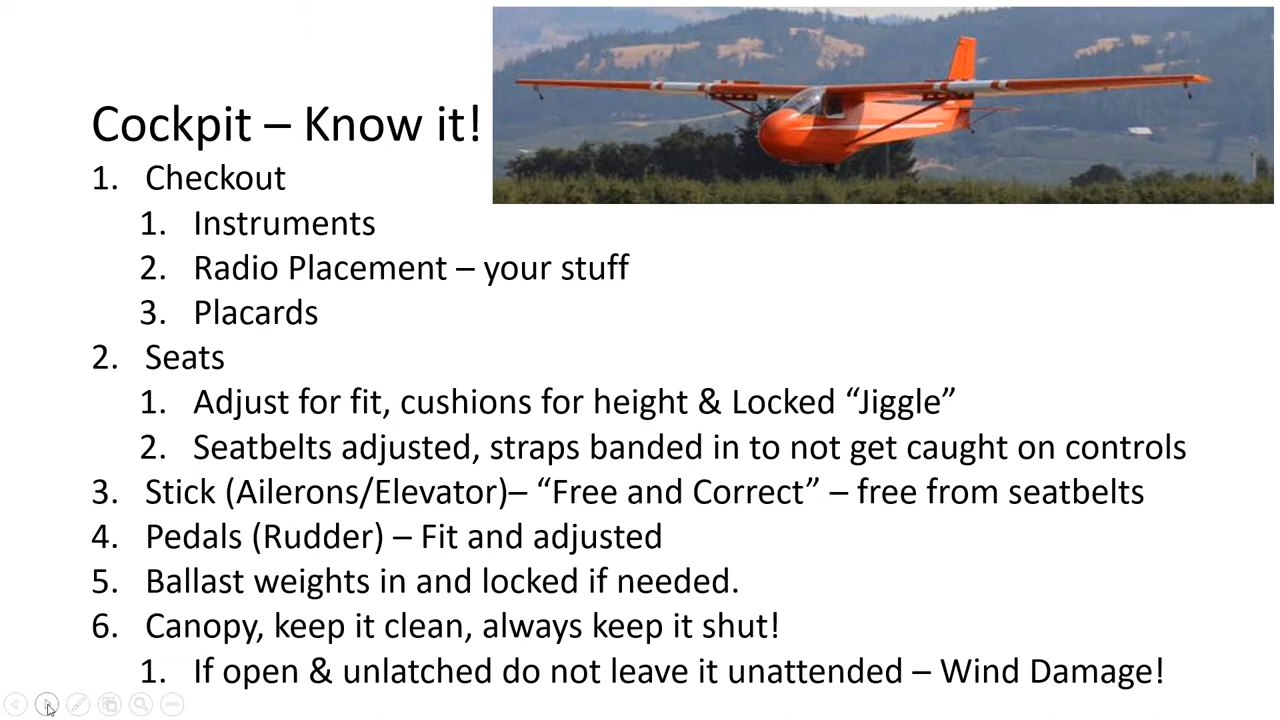 Cockpit – Know it!
1. Checkout
1. Instruments
2. Radio Placement – your stuff
3. Placards
2. Seats
1. Adjust for fit, cushions for height & Locked “Jiggle”
2. Seatbelts adjusted, straps banded in to not get caught on controls
3. Stick (Ailerons/Elevator)– “Free and Correct” – free from seatbelts
4. Pedals (Rudder) – Fit and adjusted
5. Ballast weights in and locked if needed.
6. Canopy, keep it clean, always keep it shut!
1. If open & unlatched do not leave it unattended – Wind Damage!